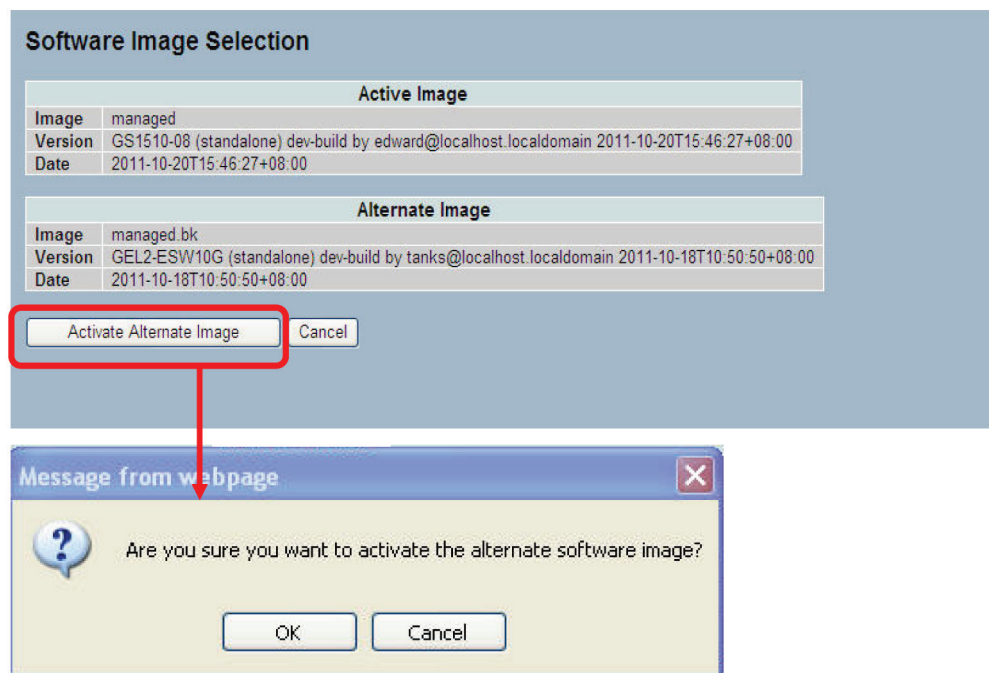 Software Image Selection
Active Image
Image managed
Version GS1510-08 (standalone) dev-build by edward@localhost.localdomain 2011-10-20T15:46:27+08:00
Date 2011-10-20T15:46:27+08:00
Alternate Image
Image managed.bk
Version GEL2-ESW10G (standalone) dev-build by tanks@localhost.localdomain 2011-10-18T10:50:50+08:00
Date 2011-10-18T10:50:50+08:00
Activate Alternate Image Cancel
Message from webpage
Are you sure you want to activate the alternate software image?
OK Cancel